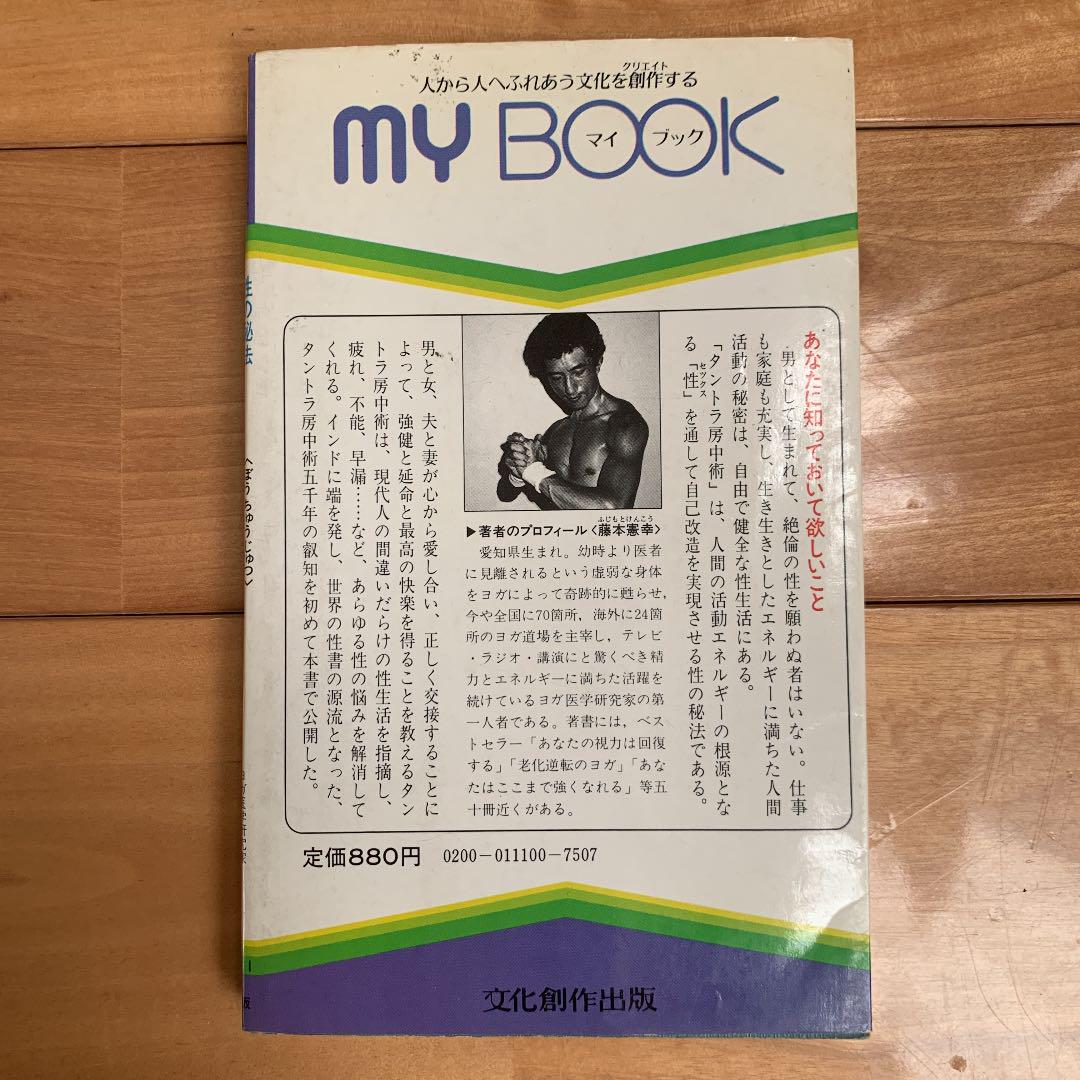 人から人へふれあう文化を創作する
クリエイト
MY BOOK
マイ ブック
あなたに知っておいて欲しいこと
男として生まれて、絶倫の性を願わぬ者はいない。仕事
も家庭も充実し、生き生きとしたエネルギーに満ちた人間
活動の秘密は、自由で健全な性生活にある。
「タントラ房中術」は、人間の活動エネルギーの根源とな
る「性」を通して自己改造を実現させる性の秘法である。
セックス
▶著者のプロフィール〈藤本憲幸〉
ふじもとけんこう
愛知県生まれ。幼時より医者
に見離されるという虚弱な身体
をヨガによって奇跡的に甦らせ,
今や全国に70箇所,海外に24箇
所のヨガ道場を主宰し,テレビ
・ラジオ・講演にと驚くべき精
力とエネルギーに満ちた活躍を
続けているヨガ医学研究家の第
一人者である。著書には,ベス
トセラー「あなたの視力は回復
する」「老化逆転のヨガ」「あな
たはここまで強くなれる」等五
十冊近くがある。
男と女、夫と妻が心から愛し合い、正しく交接することに
よって、強健と延命と最高の快楽を得ることを教えるタン
トラ房中術は、現代人の間違いだらけの性生活を指摘し、
疲れ、不能、早漏……など、あらゆる性の悩みを解消して
くれる。インドに端を発し、世界の性書の源流となった、
タントラ房中術五千年の叡知を初めて本書で公開した。
定価880円 0200-011100-7507
文化創作出版
性の秘法
〈ぼうちゅうじゅつ〉
版